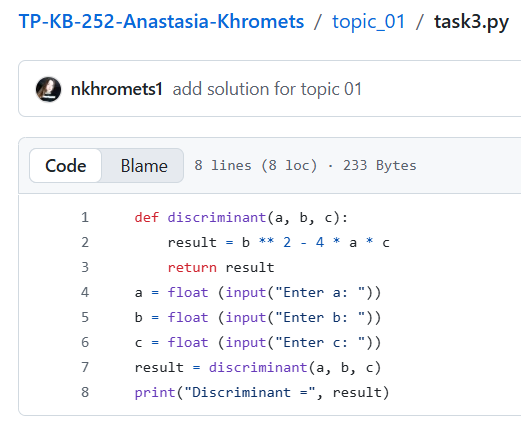 TP-KB-252-Anastasia-Khromets / topic_01 / task3.py
nkhromets1 add solution for topic 01
Code Blame 8 lines (8 loc) · 233 Bytes
1 def discriminant(a, b, c):
2     result = b ** 2 - 4 * a * c
3     return result
4 a = float (input("Enter a: "))
5 b = float (input("Enter b: "))
6 c = float (input("Enter c: "))
7 result = discriminant(a, b, c)
8 print("Discriminant =", result)